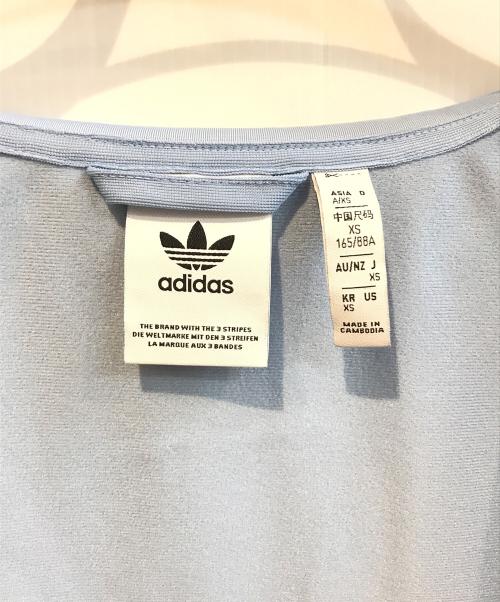 adidas
THE BRAND WITH THE 3 STRIPES
DIE WELTMARKE MIT DEN 3 STREIFEN
LA MARQUE AUX 3 BANDES
ASIA D
A/XS
中国尺码
XS
165/88A
AU/NZ J
XS
KR US
XS
MADE IN
CAMBODIA